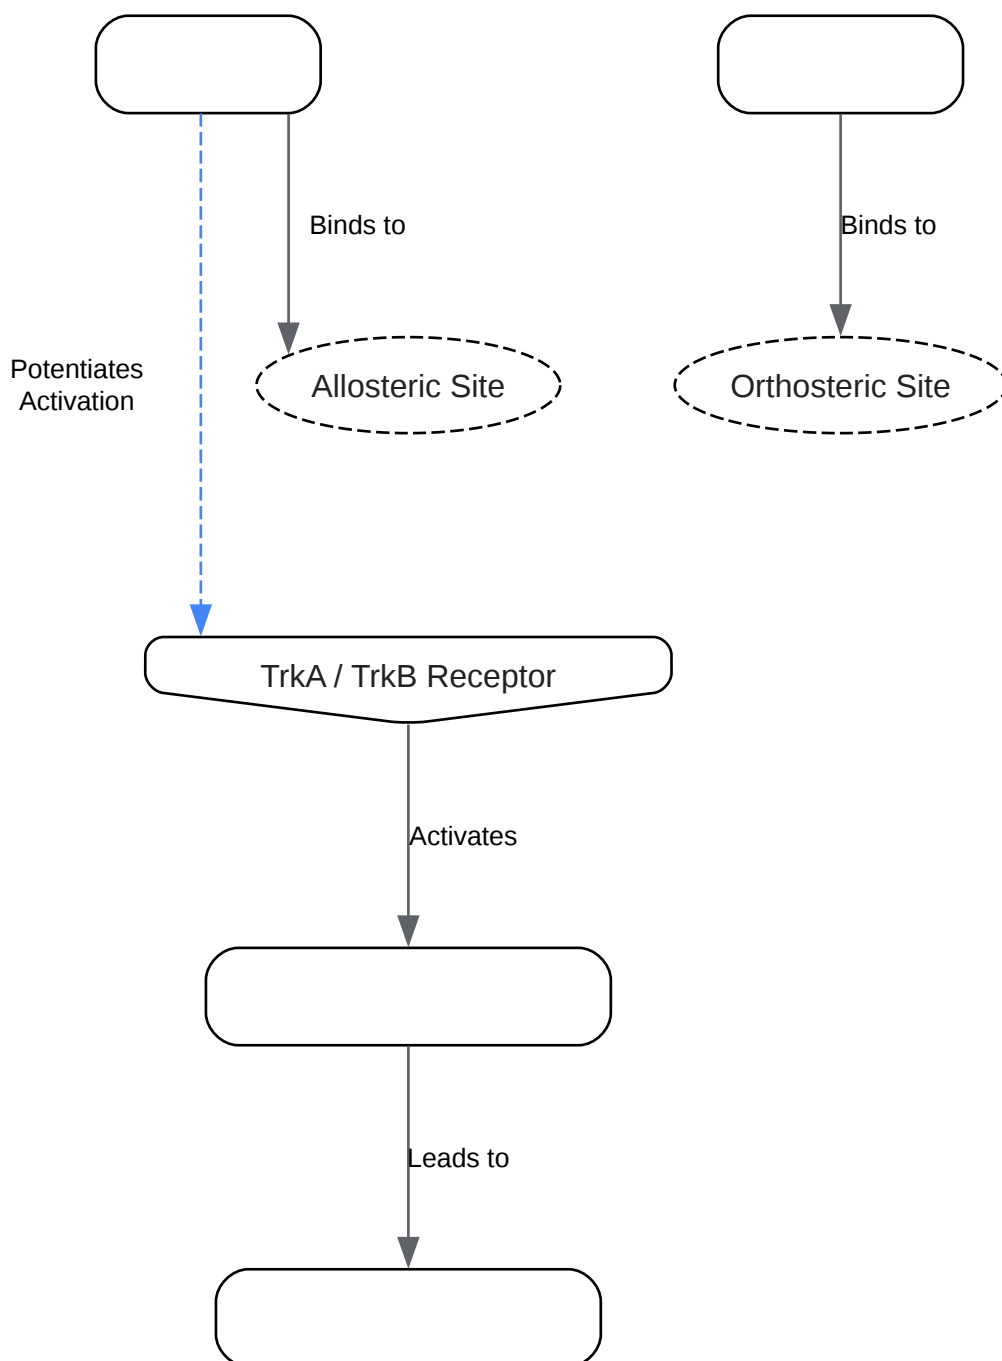 Binds to
Binds to
Potentiates
Activation
Allosteric Site
Orthosteric Site
TrkA / TrkB Receptor
Activates
Leads to